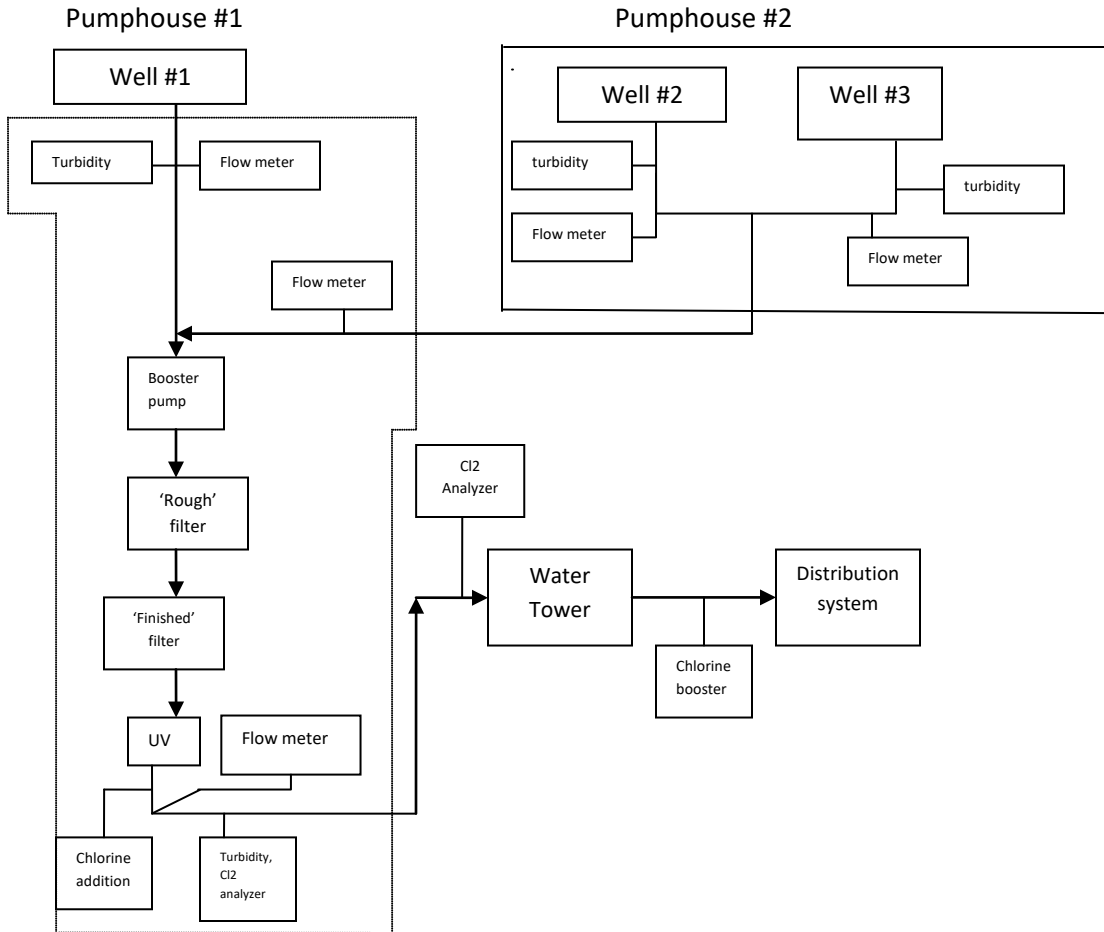 Pumphouse #1
Pumphouse #2
Well #1
Well #2
Well #3
Turbidity
Flow meter
turbidity
turbidity
Flow meter
Flow meter
Flow meter
Booster
pump
Cl2
Analyzer
‘Rough’
filter
Water
Tower
Distribution
system
‘Finished’
filter
Chlorine
booster
UV
Flow meter
Chlorine
addition
Turbidity,
Cl2
analyzer